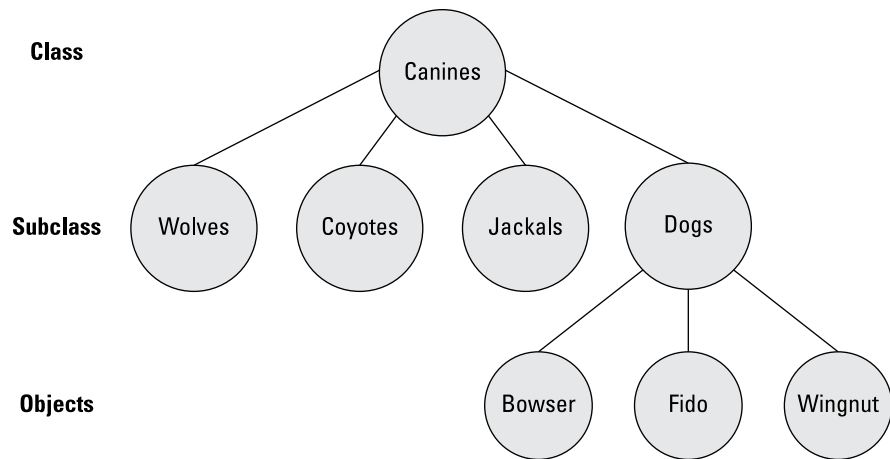 Class
Canines
Subclass
Wolves
Coyotes
Jackals
Dogs
Objects
Bowser
Fido
Wingnut